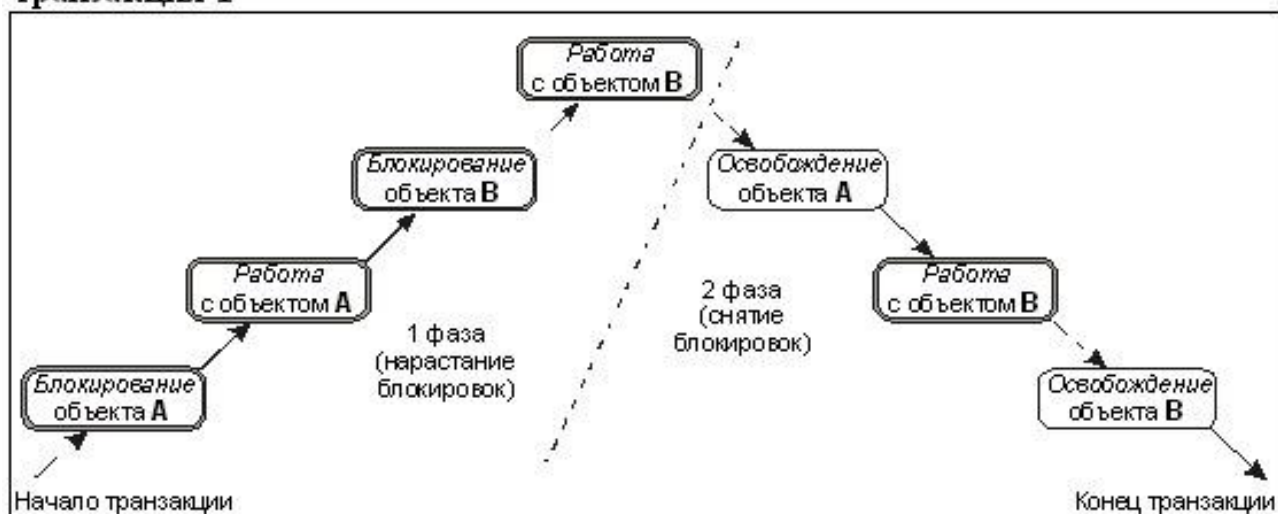 Работа
с объектом B
Блокирование
объекта B
Освобождение
объекта A
Работа
с объектом A
2 фаза
(снятие
блокировок)
Работа
с объектом B
1 фаза
(нарастание
блокировок)
Блокирование
объекта A
Освобождение
объекта B
Начало транзакции
Конец транзакции